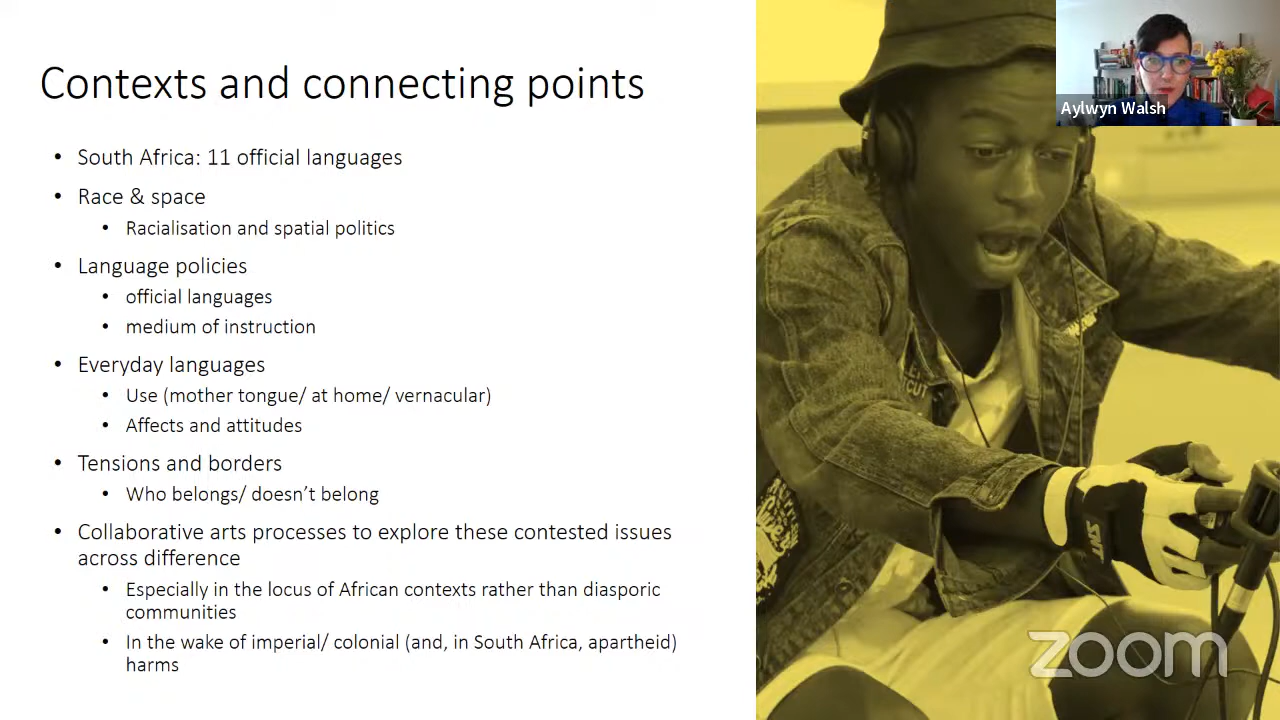 Contexts and connecting points
• South Africa: 11 official languages
• Race & space
• Racialisation and spatial politics
• Language policies
• official languages
• medium of instruction
• Everyday languages
• Use (mother tongue/ at home/ vernacular)
• Affects and attitudes
• Tensions and borders
• Who belongs/ doesn't belong
• Collaborative arts processes to explore these contested issues
across difference
• Especially in the locus of African contexts rather than diasporic
communities
• In the wake of imperial/ colonial (and, in South Africa, apartheid)
harms
Aylwyn Walsh
zoom